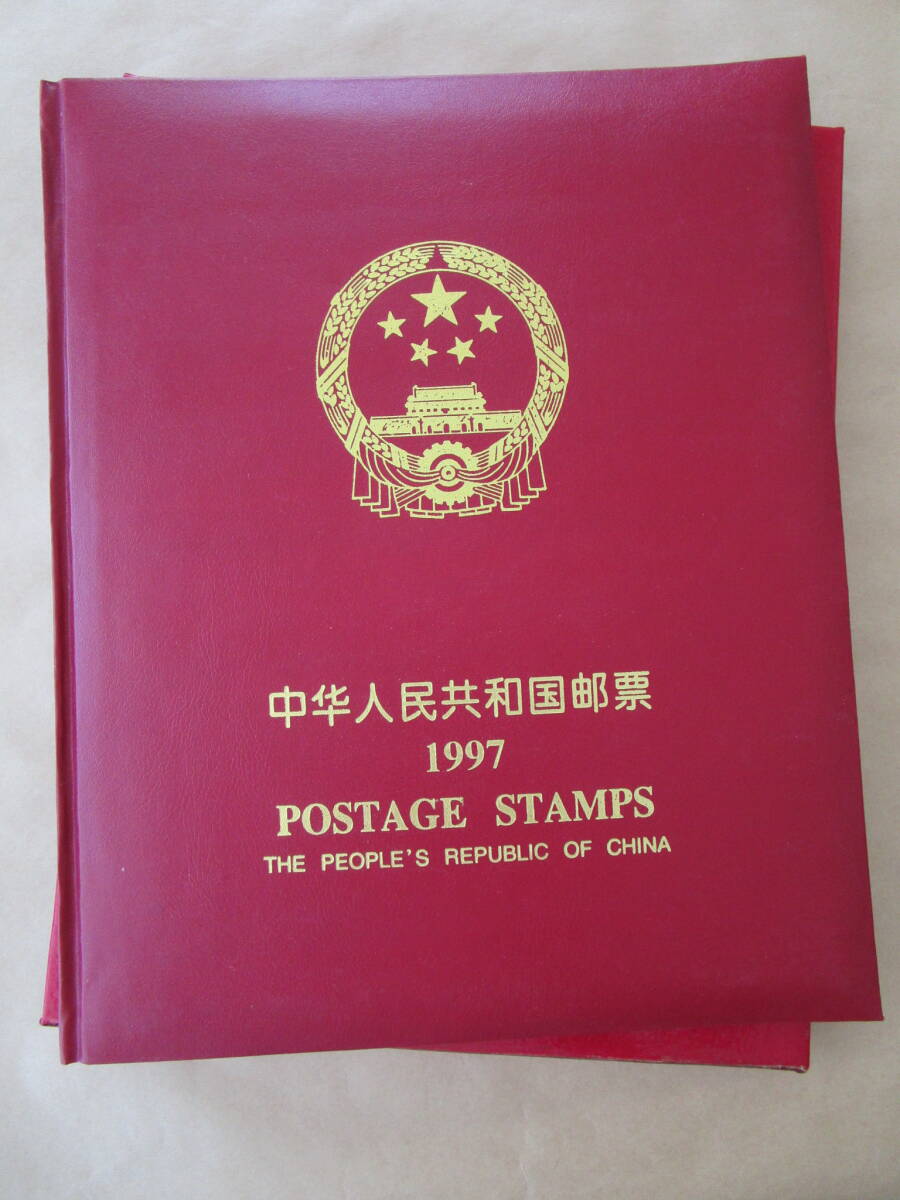 中华人民共和国邮票
1997
POSTAGE STAMPS
THE PEOPLE'S REPUBLIC OF CHINA